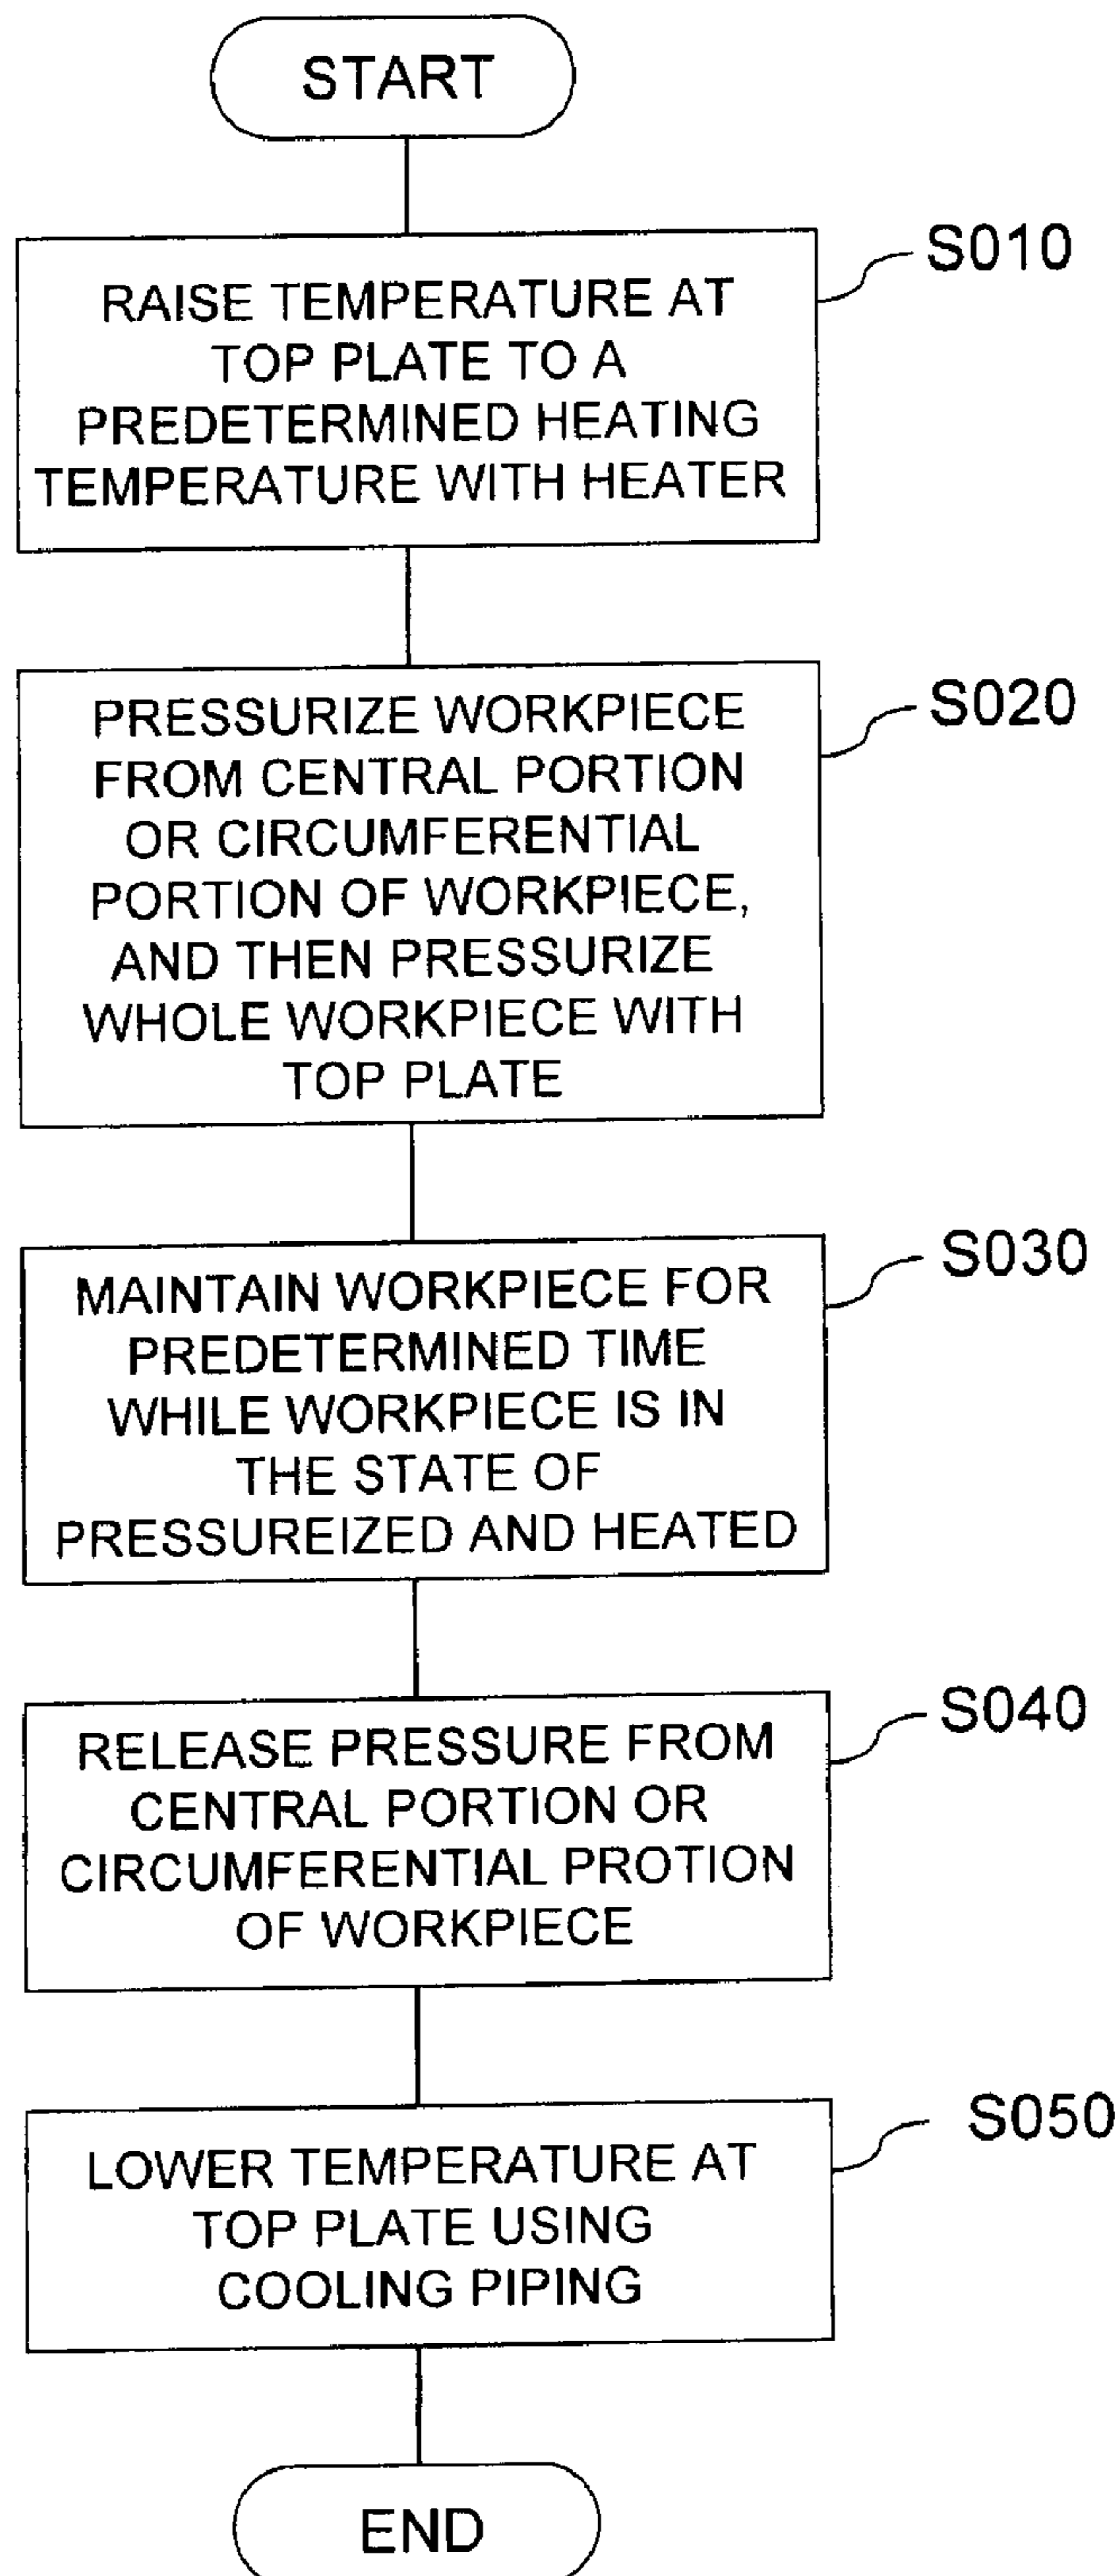 START
S010
RAISE TEMPERATURE AT
TOP PLATE TO A
PREDETERMINED HEATING
TEMPERATURE WITH HEATER
S020
PRESSURIZE WORKPIECE
FROM CENTRAL PORTION
OR CIRCUMFERENTIAL
PORTION OF WORKPIECE,
AND THEN PRESSURIZE
WHOLE WORKPIECE WITH
TOP PLATE
S030
MAINTAIN WORKPIECE FOR
PREDETERMINED TIME
WHILE WORKPIECE IS IN
THE STATE OF
PRESSUREIZED AND HEATED
S040
RELEASE PRESSURE FROM
CENTRAL PORTION OR
CIRCUMFERENTIAL PROTION
OF WORKPIECE
S050
LOWER TEMPERATURE AT
TOP PLATE USING
COOLING PIPING
END